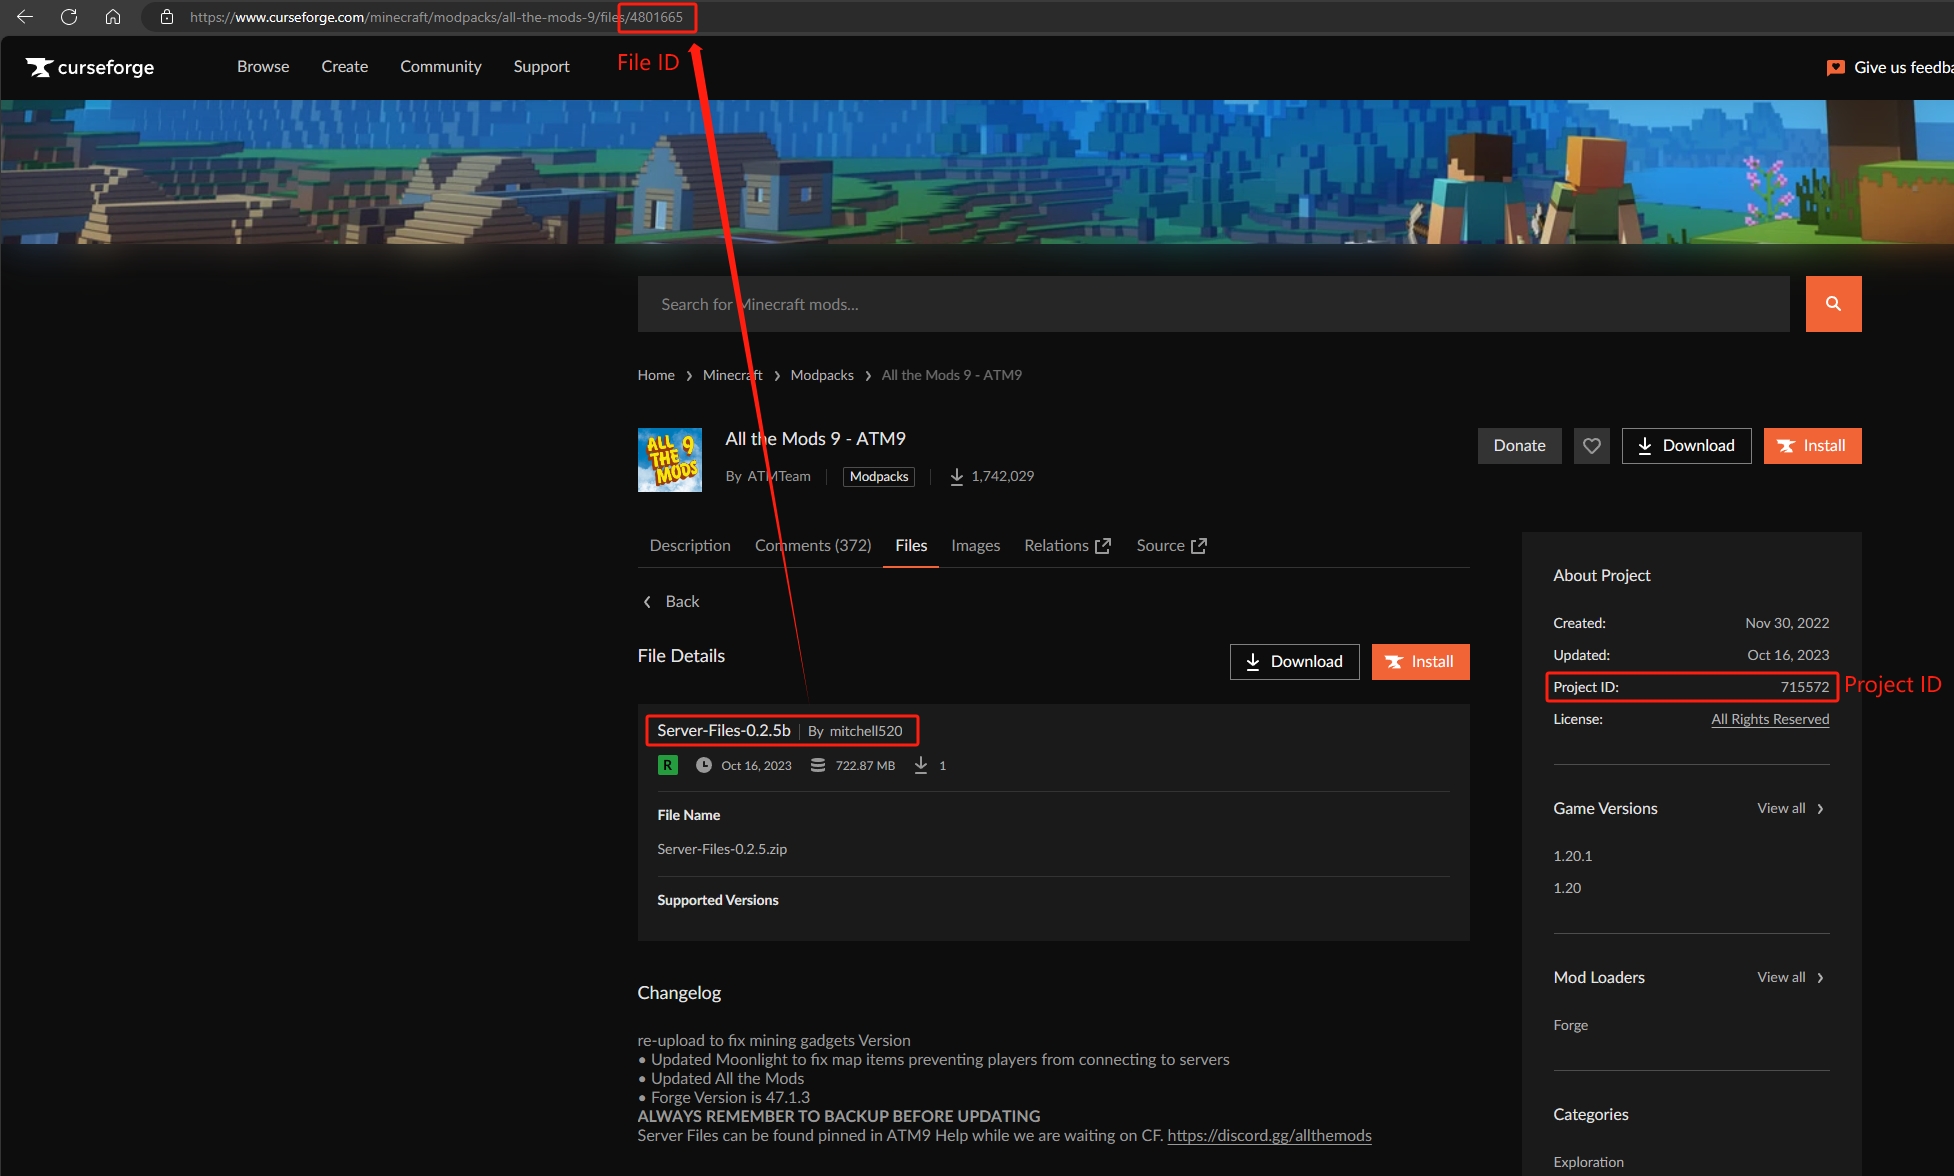 https://www.curseforge.com/minecraft/modpacks/all-the-mods-9/files/4801665
curseforge
Browse
Create
Community
Support
File ID
Give us feedba
Search for Minecraft mods...
Home > Minecraft > Modpacks > All the Mods 9 - ATM9
ALL THE MODS 9
All the Mods 9 - ATM9
By ATMTeam
Modpacks
1,742,029
Donate
Download
Install
Description
Comments (372)
Files
Images
Relations
Source
Back
File Details
Download
Install
Server-Files-0.2.5b | By mitchell520
R
Oct 16, 2023
722.87 MB
1
File Name
Server-Files-0.2.5.zip
Supported Versions
Changelog
re-upload to fix mining gadgets Version
• Updated Moonlight to fix map items preventing players from connecting to servers
• Updated All the Mods
• Forge Version is 47.1.3
ALWAYS REMEMBER TO BACKUP BEFORE UPDATING
Server Files can be found pinned in ATM9 Help while we are waiting on CF. https://discord.gg/allthemods
About Project
Created: Nov 30, 2022
Updated: Oct 16, 2023
Project ID: 715572
Project ID
License: All Rights Reserved
Game Versions
View all
1.20.1
1.20
Mod Loaders
View all
Forge
Categories
Exploration